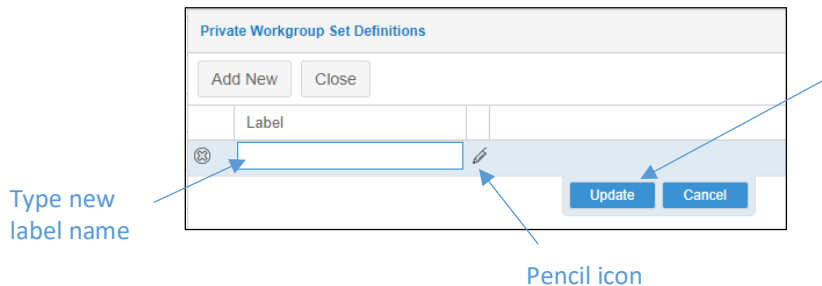 Private Workgroup Set Definitions
Add New Close
Label
Update Cancel
Type new
label name
Pencil icon